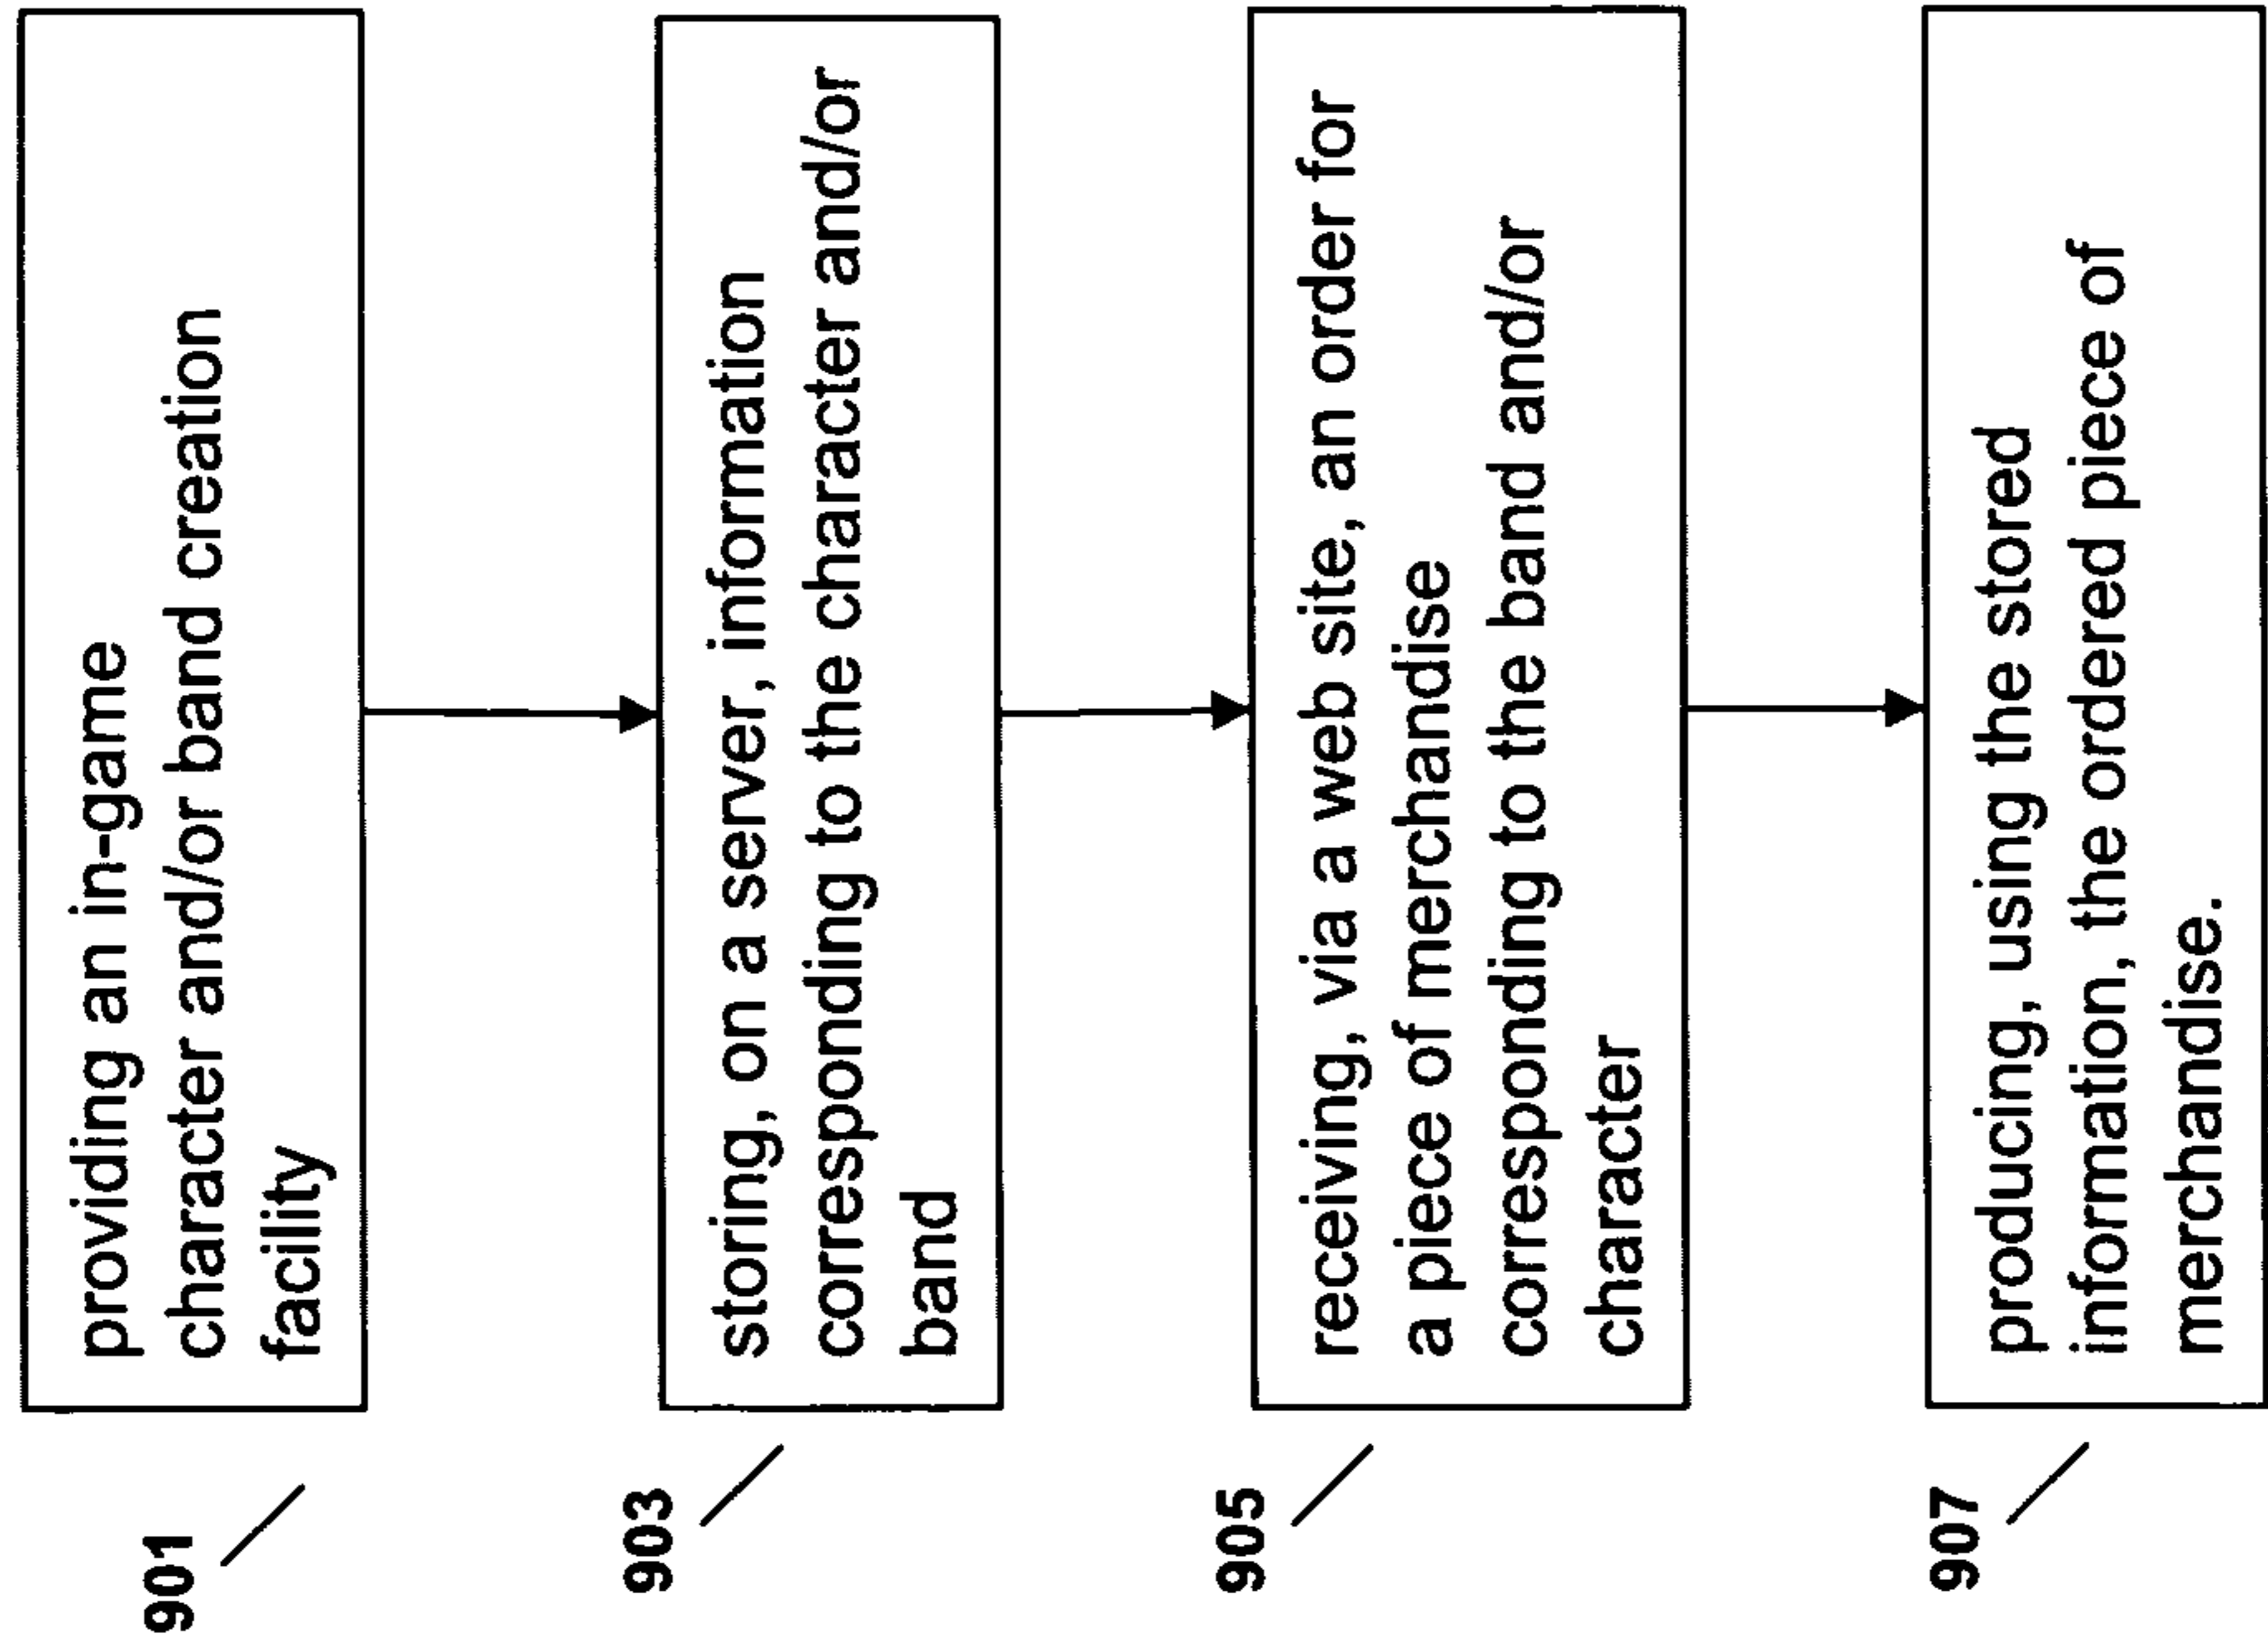 901
providing an in-game
character and/or band creation
facility
903
storing, on a server, information
corresponding to the character and/or
band
905
receiving, via a web site, an order for
a piece of merchandise
corresponding to the band and/or
character
907
producing, using the stored
information, the ordered piece of
merchandise.